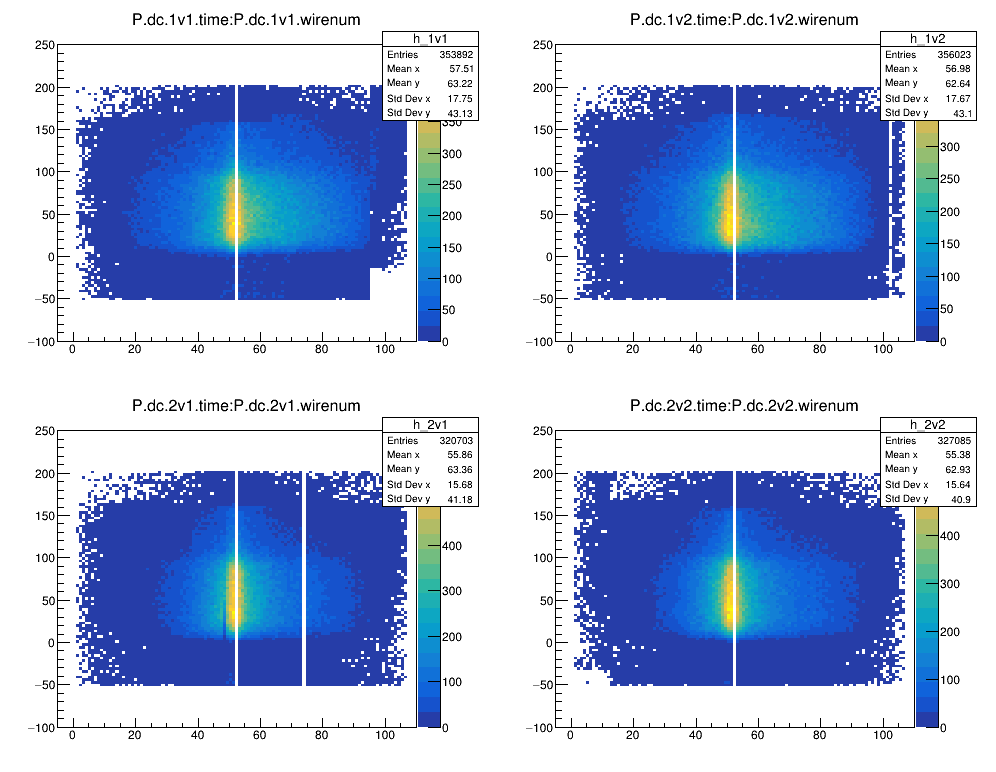 P.dc.1v1.time:P.dc.1v1.wirenum
h_1v1
Entries 353892
Mean x 57.51
Mean y 63.22
Std Dev x 17.75
Std Dev y 43.13
250
200
150
100
50
0
−50
−100
0 20 40 60 80 100
350
300
250
200
150
100
50
0
P.dc.1v2.time:P.dc.1v2.wirenum
h_1v2
Entries 356023
Mean x 56.98
Mean y 62.64
Std Dev x 17.67
Std Dev y 43.1
250
200
150
100
50
0
−50
−100
0 20 40 60 80 100
300
250
200
150
100
50
0
P.dc.2v1.time:P.dc.2v1.wirenum
h_2v1
Entries 320703
Mean x 55.86
Mean y 63.36
Std Dev x 15.68
Std Dev y 41.18
250
200
150
100
50
0
−50
−100
0 20 40 60 80 100
400
300
200
100
0
P.dc.2v2.time:P.dc.2v2.wirenum
h_2v2
Entries 327085
Mean x 55.38
Mean y 62.93
Std Dev x 15.64
Std Dev y 40.9
250
200
150
100
50
0
−50
−100
0 20 40 60 80 100
400
300
200
100
0